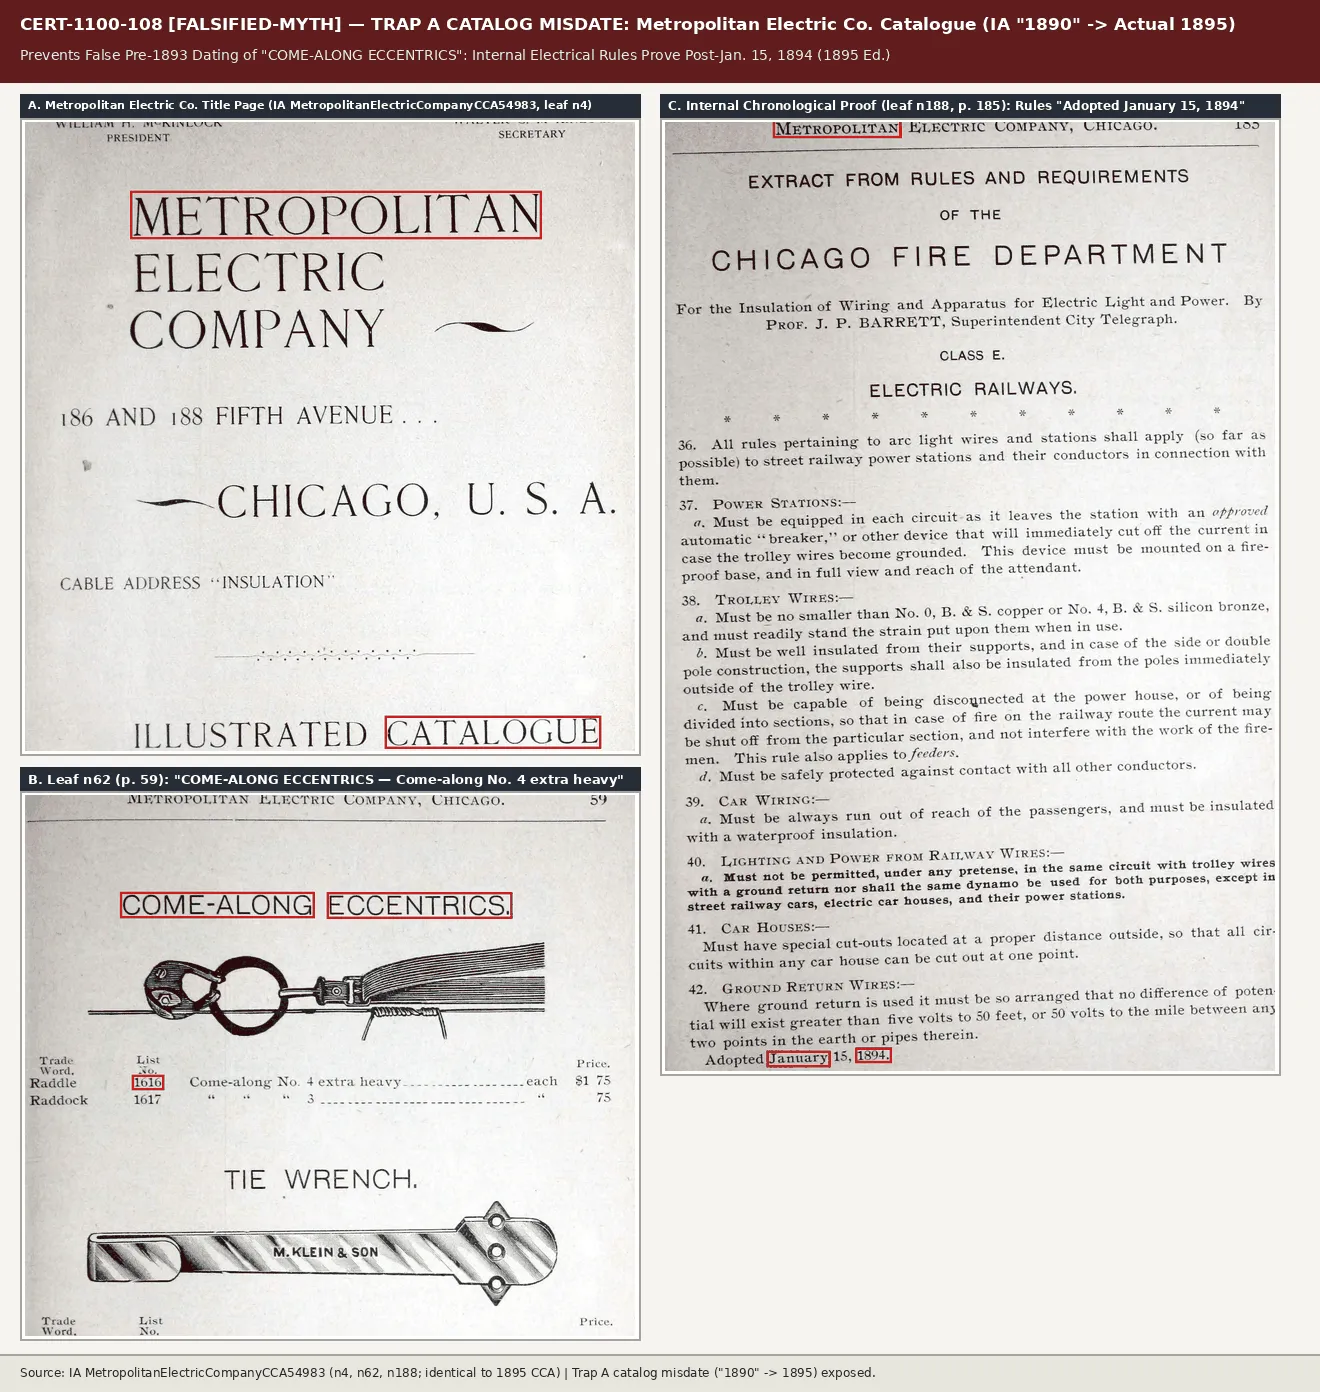 CERT-1100-108 [FALSIFIED-MYTH] — TRAP A CATALOG MISDATE: Metropolitan Electric Co. Catalogue (IA "1890" -> Actual 1895)
Prevents False Pre-1893 Dating of "COME-ALONG ECCENTRICS": Internal Electrical Rules Prove Post-Jan. 15, 1894 (1895 Ed.)
A. Metropolitan Electric Co. Title Page (IA MetropolitanElectricCompanyCCA54983, leaf n4)
WILLIAM H. McKINLOCK
PRESIDENT
SECRETARY
METROPOLITAN
ELECTRIC
COMPANY
186 AND 188 FIFTH AVENUE . . .
CHICAGO, U. S. A.
CABLE ADDRESS "INSULATION"
ILLUSTRATED CATALOGUE
B. Leaf n62 (p. 59): "COME-ALONG ECCENTRICS — Come-along No. 4 extra heavy"
METROPOLITAN ELECTRIC COMPANY, CHICAGO. 59
COME-ALONG ECCENTRICS.
Trade Word. List No. Price.
Raddle 1616 Come-along No. 4 extra heavy each $1 75
Raddock 1617 " " " 3 " 75
TIE WRENCH.
M. KLEIN & SON
Trade Word. List No. Price.
C. Internal Chronological Proof (leaf n188, p. 185): Rules "Adopted January 15, 1894"
METROPOLITAN ELECTRIC COMPANY, CHICAGO. 185
EXTRACT FROM RULES AND REQUIREMENTS
OF THE
CHICAGO FIRE DEPARTMENT
For the Insulation of Wiring and Apparatus for Electric Light and Power. By
PROF. J. P. BARRETT, Superintendent City Telegraph.
CLASS E.
ELECTRIC RAILWAYS.
* * * * * * * * * * *
36. All rules pertaining to arc light wires and stations shall apply (so far as
possible) to street railway power stations and their conductors in connection with
them.
37. POWER STATIONS:—
a. Must be equipped in each circuit as it leaves the station with an approved
automatic "breaker," or other device that will immediately cut off the current in
case the trolley wires become grounded. This device must be mounted on a fire-
proof base, and in full view and reach of the attendant.
38. TROLLEY WIRES:—
a. Must be no smaller than No. 0, B. & S. copper or No. 4, B. & S. silicon bronze,
and must readily stand the strain put upon them when in use.
b. Must be well insulated from their supports, and in case of the side or double
pole construction, the supports shall also be insulated from the poles immediately
outside of the trolley wire.
c. Must be capable of being disconnected at the power house, or of being
divided into sections, so that in case of fire on the railway route the current may
be shut off from the particular section, and not interfere with the work of the fire-
men. This rule also applies to feeders.
d. Must be safely protected against contact with all other conductors.
39. CAR WIRING:—
a. Must be always run out of reach of the passengers, and must be insulated
with a waterproof insulation.
40. LIGHTING AND POWER FROM RAILWAY WIRES:—
a. Must not be permitted, under any pretense, in the same circuit with trolley wires
with a ground return nor shall the same dynamo be used for both purposes, except in
street railway cars, electric car houses, and their power stations.
41. CAR HOUSES:—
Must have special cut-outs located at a proper distance outside, so that all cir-
cuits within any car house can be cut out at one point.
42. GROUND RETURN WIRES:—
Where ground return is used it must be so arranged that no difference of poten-
tial will exist greater than five volts to 50 feet, or 50 volts to the mile between any
two points in the earth or pipes therein.
Adopted January 15, 1894.
Source: IA MetropolitanElectricCompanyCCA54983 (n4, n62, n188; identical to 1895 CCA) | Trap A catalog misdate ("1890" -> 1895) exposed.